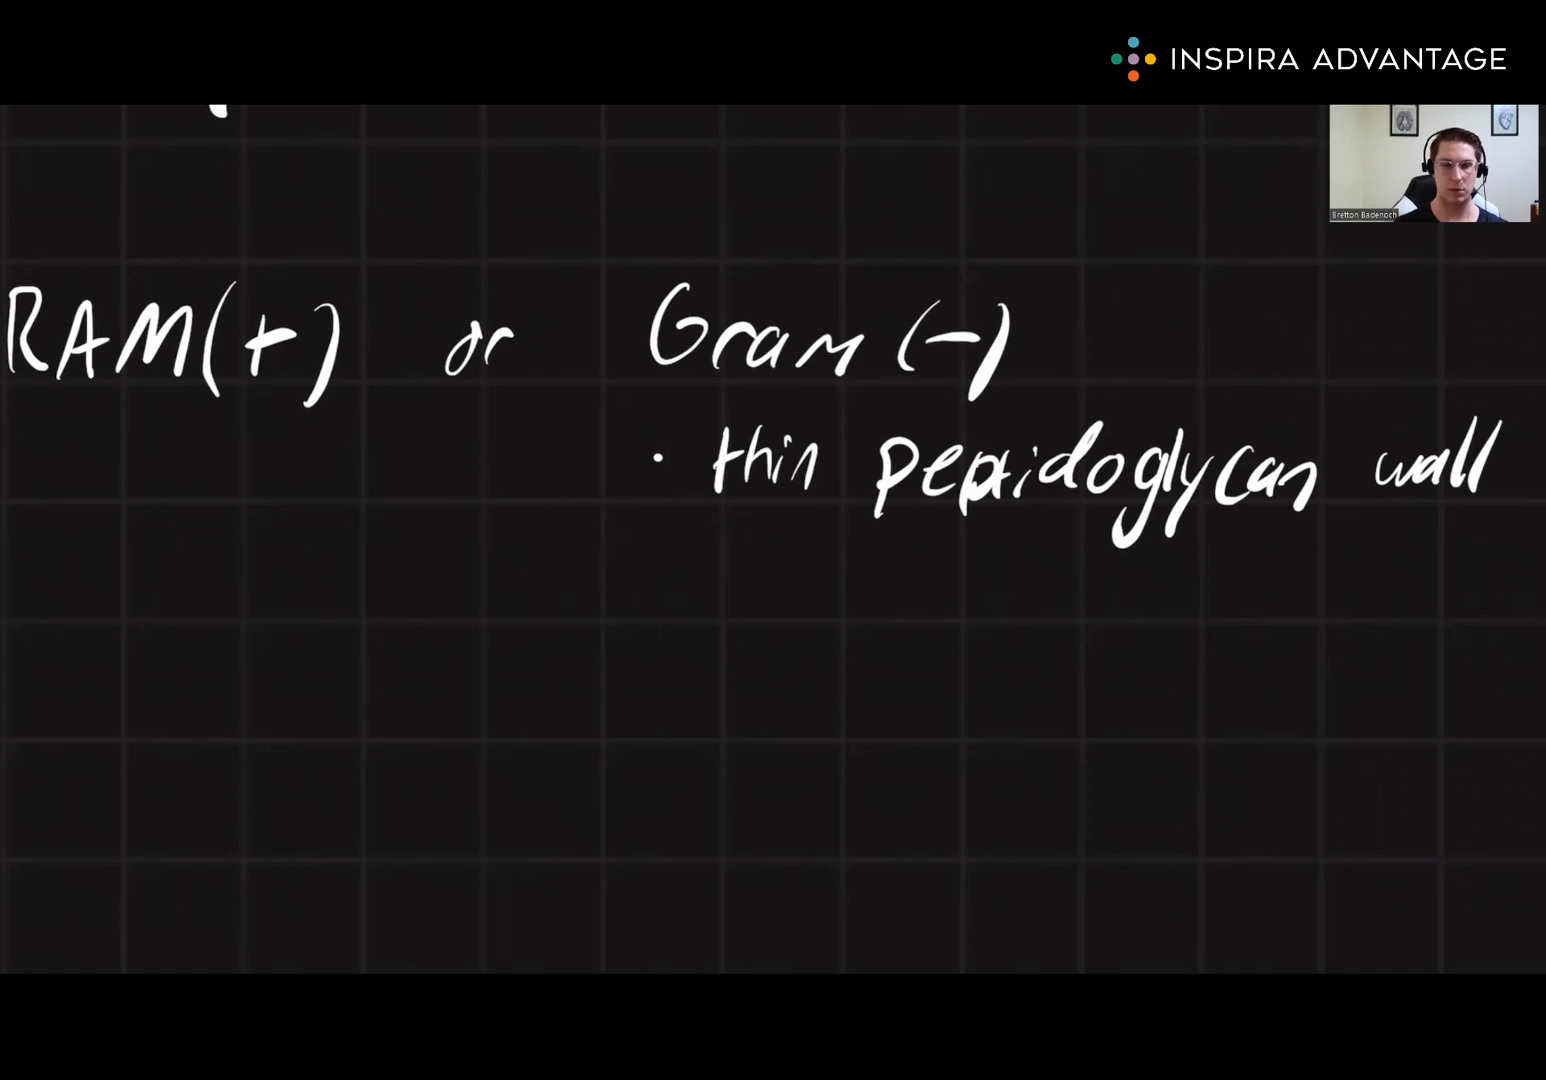 INSPIRA ADVANTAGE
Bretton Badenoch
RAM(+) or Gram (-)
· thin peptidoglycan wall